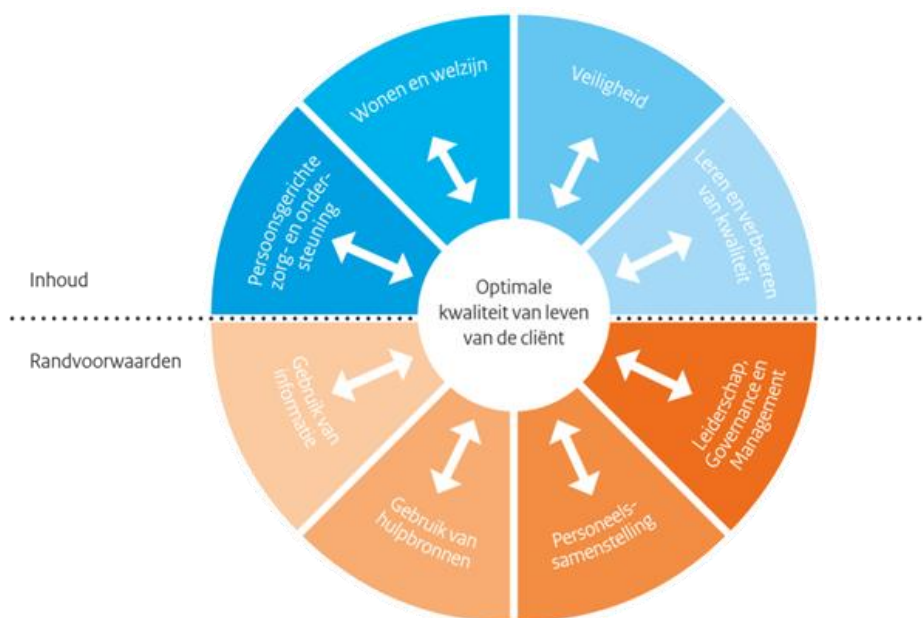 Wonen en welzijn
Veiligheid
Persoonsgerichte
zorg- en onder-
steuning
Leren en verbeteren
van kwaliteit
Inhoud
Optimale
kwaliteit van leven
van de cliënt
Randvoorwaarden
Gebruik van
informatie
Leiderschap,
Governance en
Management
Gebruik van
hulpbronnen
Personeels-
samenstelling